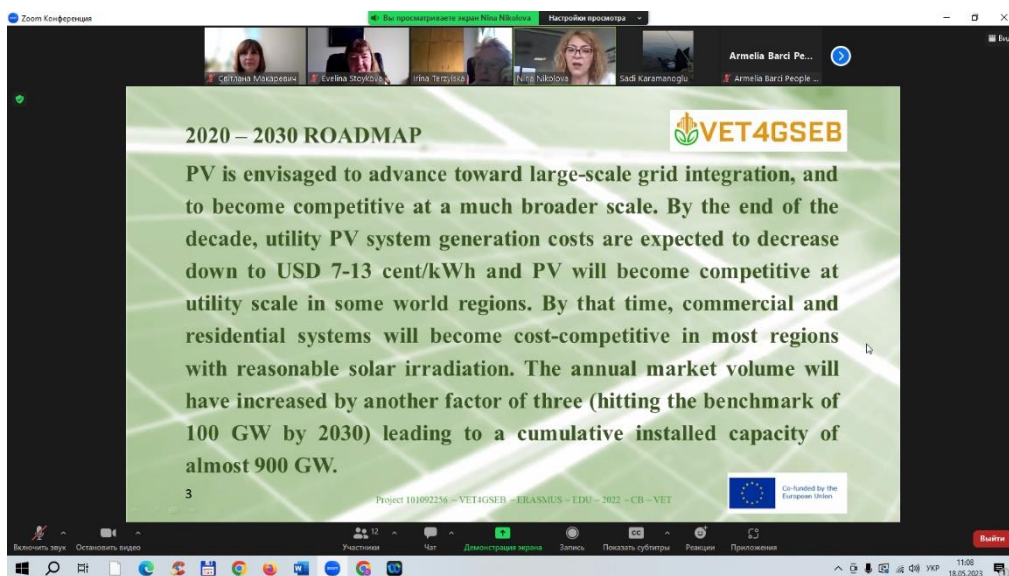 Zoom Конференция
Вы просматриваете экран Nina Nikolova
Настройки просмотра
Світлана Макаревич
Evelina Stoykova
Irina Terzyiska
Nina Nikolova
Sadi Karamanoglu
Armelia Barci Pe...
Armelia Barci People ...
2020 – 2030 ROADMAP
VET4GSEB
PV is envisaged to advance toward large-scale grid integration, and
to become competitive at a much broader scale. By the end of the
decade, utility PV system generation costs are expected to decrease
down to USD 7-13 cent/kWh and PV will become competitive at
utility scale in some world regions. By that time, commercial and
residential systems will become cost-competitive in most regions
with reasonable solar irradiation. The annual market volume will
have increased by another factor of three (hitting the benchmark of
100 GW by 2030) leading to a cumulative installed capacity of
almost 900 GW.
3
Project 101092256 – VET4GSEB – ERASMUS – EDU – 2022 – CB – VET
Co-funded by the
European Union
Включить звук
Остановить видео
12
Участники
Чат
Демонстрация экрана
Запись
CC
Показать субтитры
Реакции
Приложения
Выйти
УКР
11:08
18.05.2023